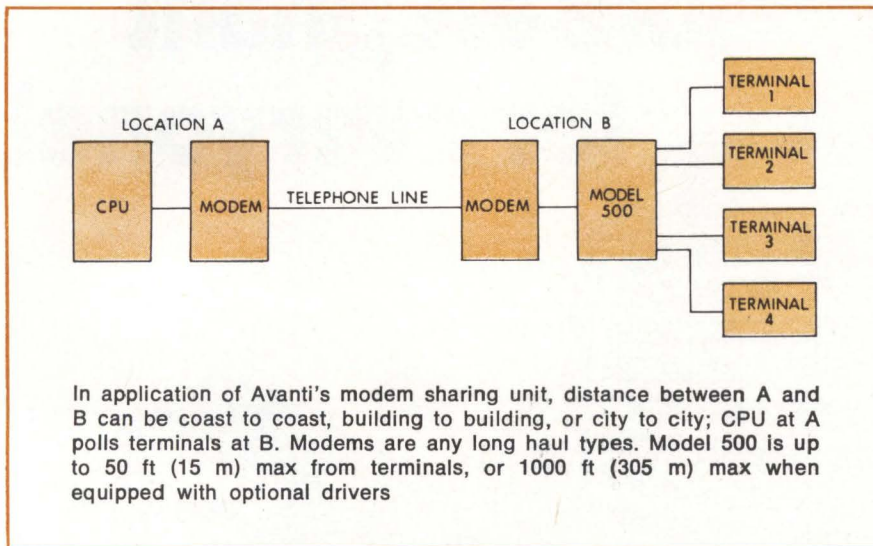 LOCATION A
LOCATION B
CPU
MODEM
TELEPHONE LINE
MODEM
MODEL
500
TERMINAL
1
TERMINAL
2
TERMINAL
3
TERMINAL
4
In application of Avanti's modem sharing unit, distance between A and
B can be coast to coast, building to building, or city to city; CPU at A
polls terminals at B. Modems are any long haul types. Model 500 is up
to 50 ft (15 m) max from terminals, or 1000 ft (305 m) max when
equipped with optional drivers